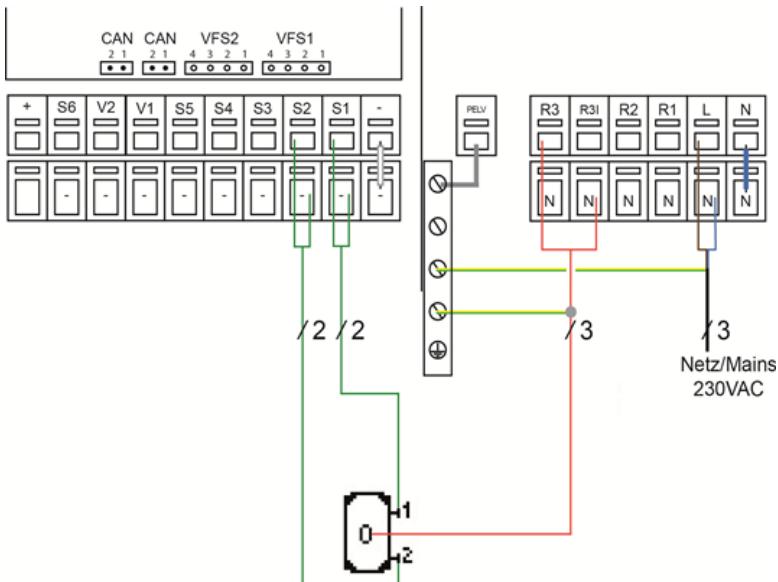 CAN CAN VFS2 VFS1
2 1 2 1 4 3 2 1 4 3 2 1
+ S6 V2 V1 S5 S4 S3 S2 S1 - PELV R3 R3I R2 R1 L N
- - - - - - - - - N N N N N N
/2 /2 /3 /3
Netz/Mains
230VAC
1
0
2